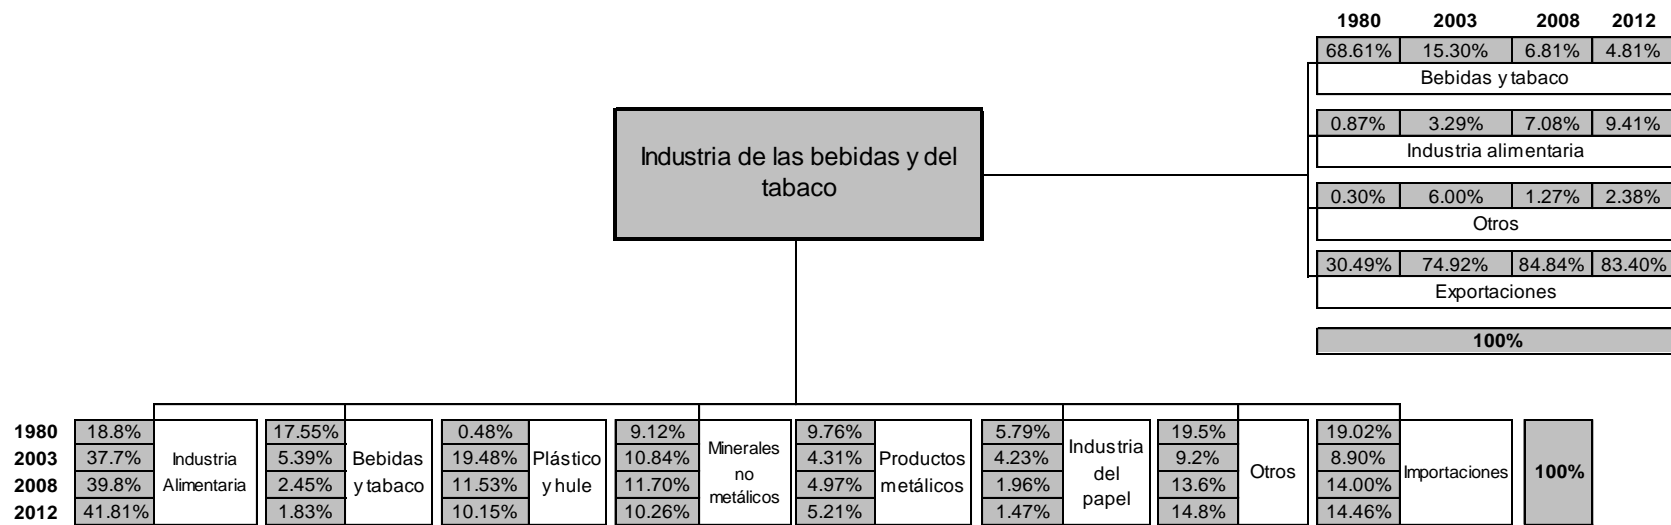 1980 2003 2008 2012
68.61% 15.30% 6.81% 4.81%
Bebidas y tabaco
0.87% 3.29% 7.08% 9.41%
Industria alimentaria
0.30% 6.00% 1.27% 2.38%
Otros
30.49% 74.92% 84.84% 83.40%
Exportaciones
100%
Industria de las bebidas y del
tabaco
1980 18.8% 17.55% 0.48% 9.12% 9.76% 5.79% 19.5% 19.02%
2003 37.7% 5.39% 19.48% 10.84% 4.31% 4.23% 9.2% 8.90%
2008 39.8% 2.45% 11.53% 11.70% 4.97% 1.96% 13.6% 14.00%
2012 41.81% 1.83% 10.15% 10.26% 5.21% 1.47% 14.8% 14.46%
Industria
Alimentaria
Bebidas
y tabaco
Plástico
y hule
Minerales
no
metálicos
Productos
metálicos
Industria
del
papel
Otros
Importaciones
100%